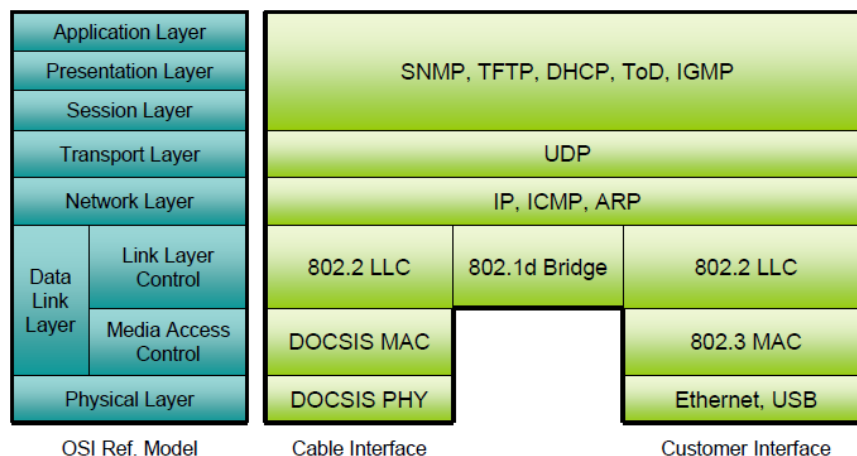 Application Layer
Presentation Layer
Session Layer
Transport Layer
Network Layer
Data
Link
Layer
Link Layer
Control
Media Access
Control
Physical Layer
OSI Ref. Model
SNMP, TFTP, DHCP, ToD, IGMP
UDP
IP, ICMP, ARP
802.2 LLC
802.1d Bridge
802.2 LLC
DOCSIS MAC
802.3 MAC
DOCSIS PHY
Ethernet, USB
Cable Interface
Customer Interface